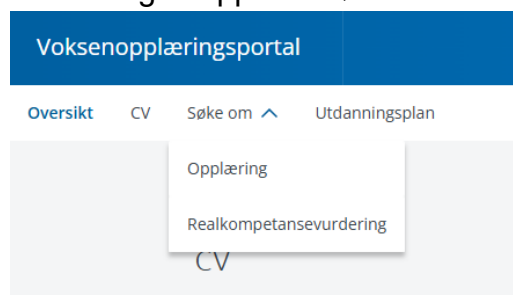 Voksenopplæringsportal
Oversikt CV Søke om Utdanningsplan
Opplæring
Realkompetansevurdering
CV